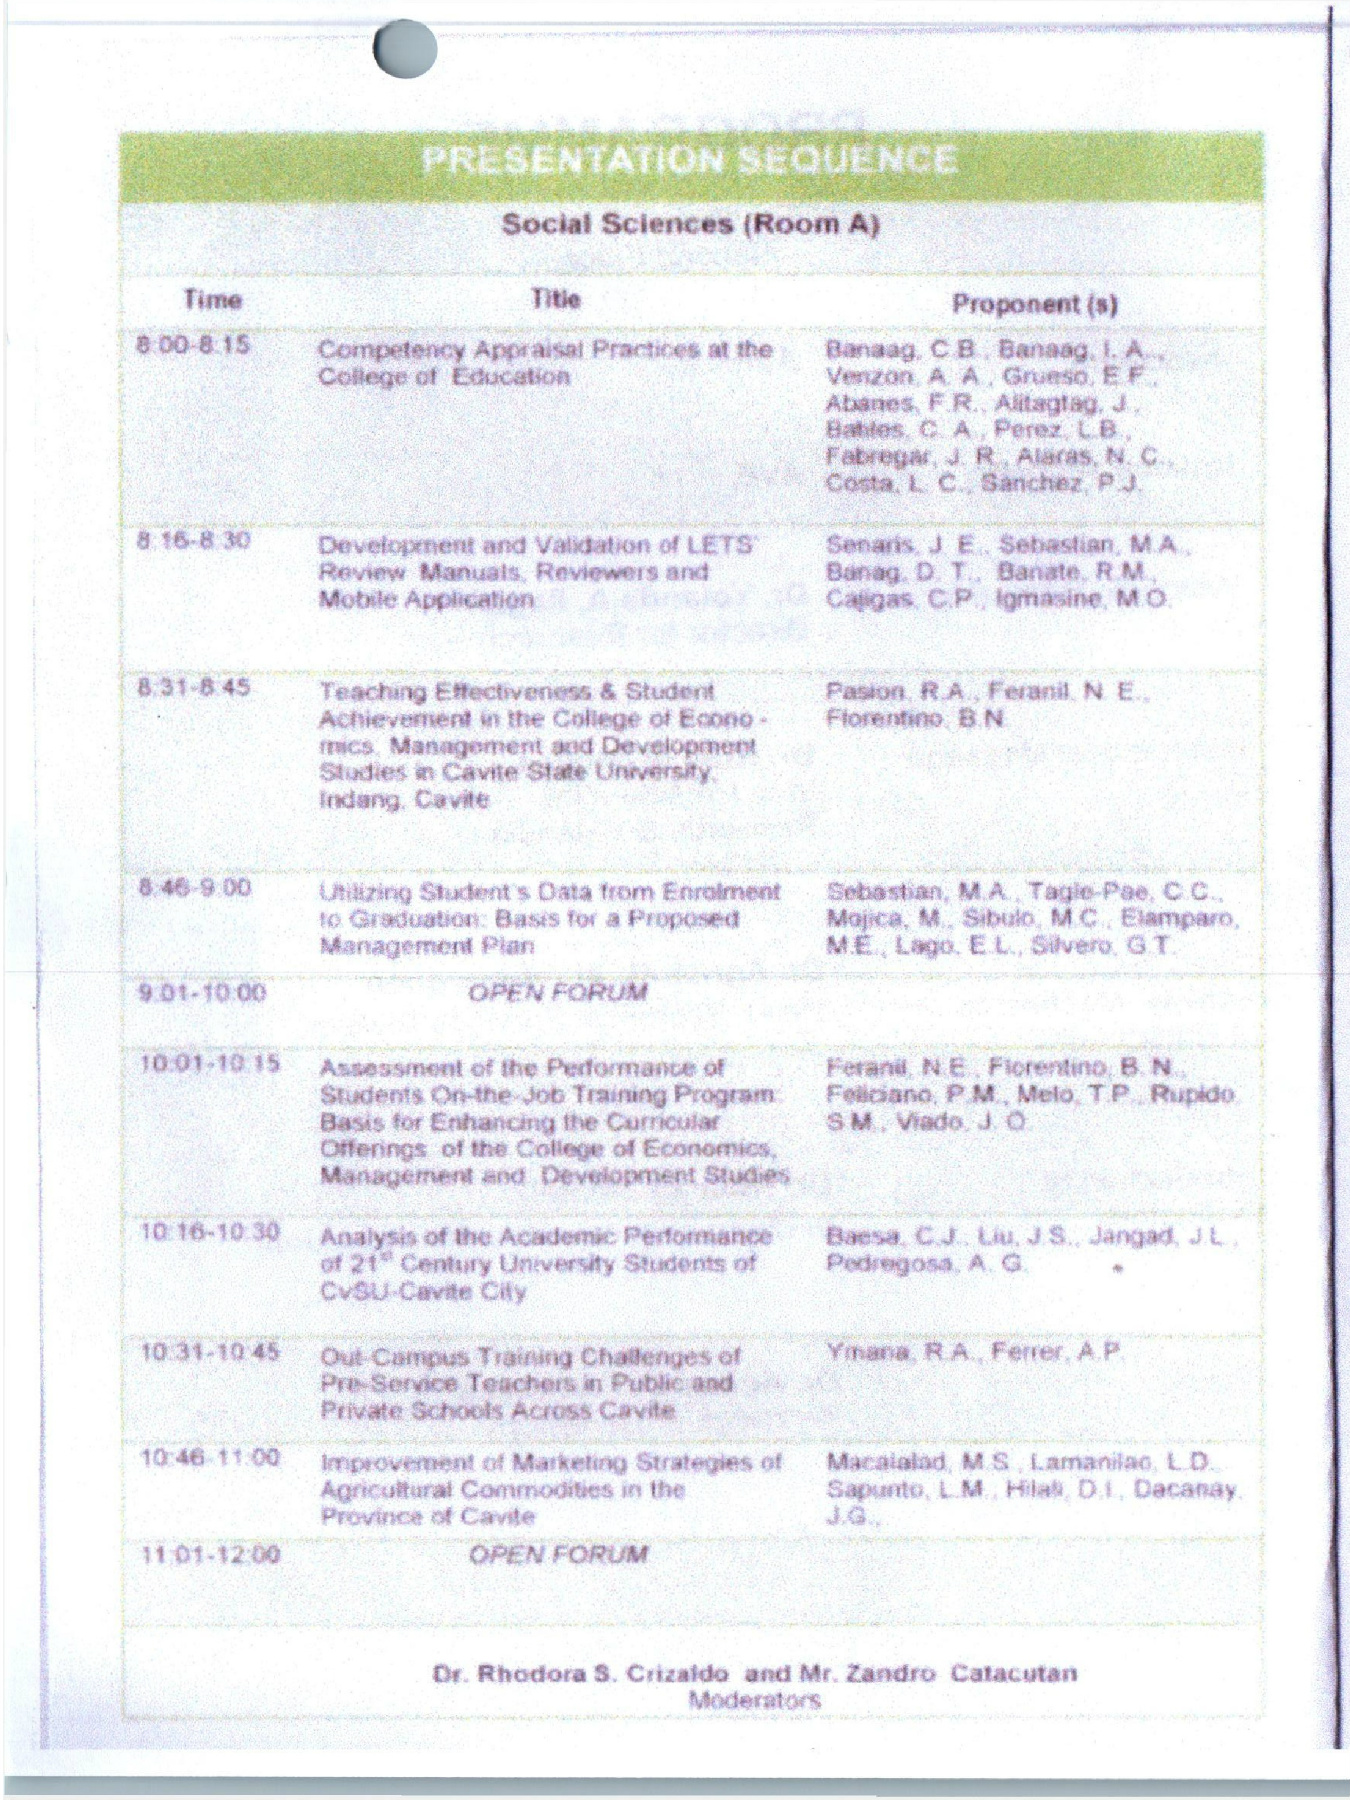 PRESENTATION SEQUENCE
Social Sciences (Room A)
Time Title Proponent (s)
8:00-8:15
Competency Appraisal Practices at the
College of Education
Banaag, C.B., Banaag, I. A.,
Venzon, A. A., Grueso, E.F.,
Abanes, F.R., Alitagtag, J.,
Batiles, C. A., Perez, L.B.,
Fabregar, J. R., Alaras, N. C.,
Costa, L. C., Sanchez, P.J.
8:16-8:30
Development and Validation of LETS'
Review Manuals, Reviewers and
Mobile Application
Senaris, J. E., Sebastian, M.A.,
Banag, D. T., Banate, R.M.,
Cajigas, C.P., Igmasine, M.O.
8:31-8:45
Teaching Effectiveness & Student
Achievement in the College of Econo -
mics, Management and Development
Studies in Cavite State University,
Indang, Cavite
Pasion, R.A., Feranil, N. E.,
Florentino, B.N.
8:46-9:00
Utilizing Student's Data from Enrolment
to Graduation: Basis for a Proposed
Management Plan
Sebastian, M.A., Tagle-Pae, C.C.,
Mojica, M., Sibulo, M.C., Elamparo,
M.E., Lago, E.L., Silvero, G.T.
9:01-10:00 OPEN FORUM
10:01-10:15
Assessment of the Performance of
Students On-the-Job Training Program:
Basis for Enhancing the Curricular
Offerings of the College of Economics,
Management and Development Studies
Feranil, N.E., Florentino, B. N.,
Feliciano, P.M., Melo, T.P., Rupido,
S.M., Viado, J. O.
10:16-10:30
Analysis of the Academic Performance
of 21st Century University Students of
CvSU-Cavite City
Baesa, C.J., Liu, J.S., Jangad, J.L.,
Pedregosa, A. G.
10:31-10:45
Out-Campus Training Challenges of
Pre-Service Teachers in Public and
Private Schools Across Cavite
Ymana, R.A., Ferrer, A.P.
10:46-11:00
Improvement of Marketing Strategies of
Agricultural Commodities in the
Province of Cavite
Macalalad, M.S., Lamanilao, L.D.,
Sapunto, L.M., Hilali, D.I., Dacanay,
J.G.,
11:01-12:00 OPEN FORUM
Dr. Rhodora S. Crizaldo and Mr. Zandro Catacutan
Moderators